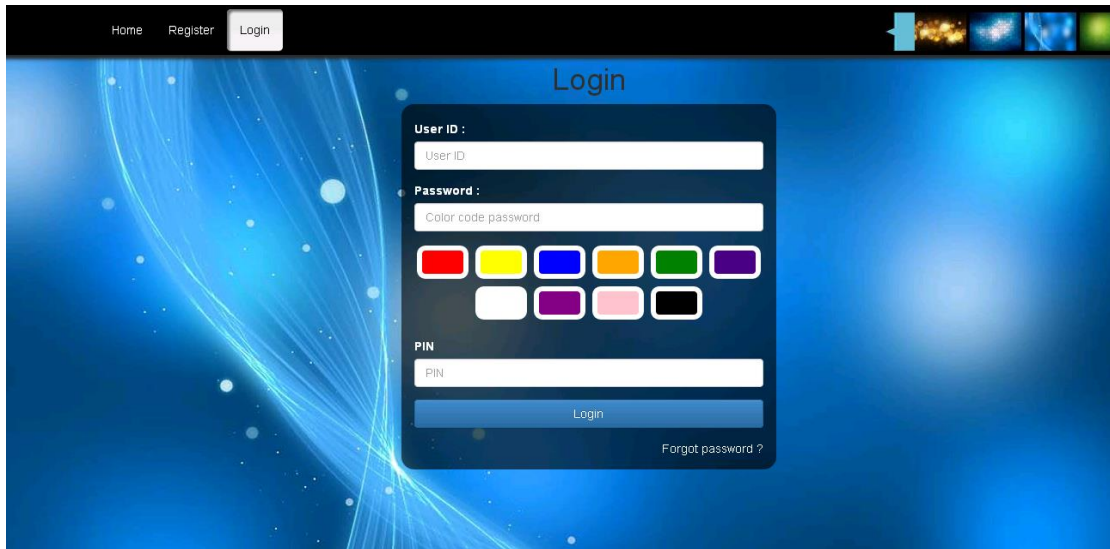 Home Register Login
Login
User ID :
User ID
Password :
Color code password
PIN
PIN
Login
Forgot password ?